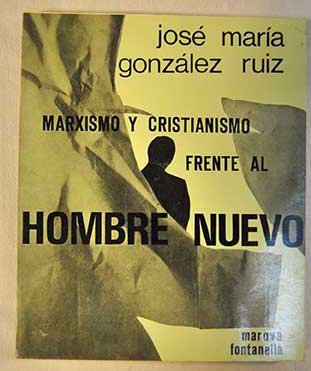 josé maría
gonzález ruiz
MARXISMO Y CRISTIANISMO
FRENTE AL
HOMBRE NUEVO
marova
fontanella